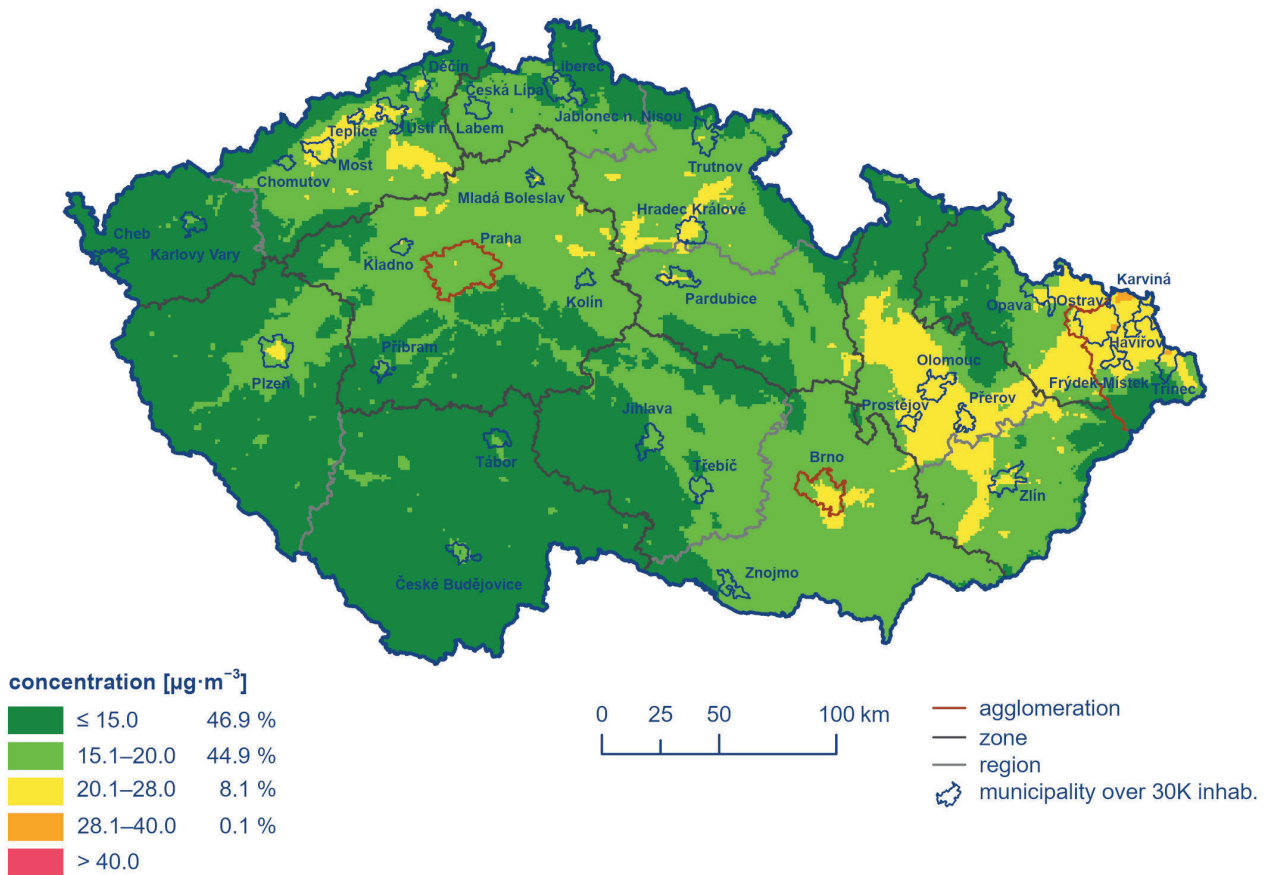 Děčín
Liberec
Česká Lípa
Jablonec n. Nisou
Teplice
Ústí n. Labem
Most
Chomutov
Trutnov
Mladá Boleslav
Hradec Králové
Cheb
Karlovy Vary
Kladno
Praha
Kolín
Pardubice
Karviná
Opava
Ostrava
Havířov
Plzeň
Příbram
Olomouc
Frýdek-Místek
Třinec
Prostějov
Přerov
Jihlava
Tábor
Třebíč
Brno
Zlín
České Budějovice
Znojmo
concentration [µg·m⁻³]
≤ 15.0 46.9 %
15.1–20.0 44.9 %
20.1–28.0 8.1 %
28.1–40.0 0.1 %
> 40.0
0 25 50 100 km
agglomeration
zone
region
municipality over 30K inhab.